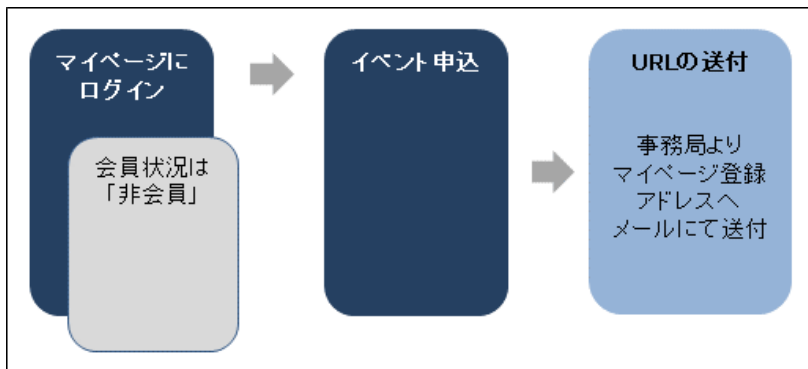 マイページに
ログイン
会員状況は
「非会員」
イベント申込
URLの送付
事務局より
マイページ登録
アドレスへ
メールにて送付